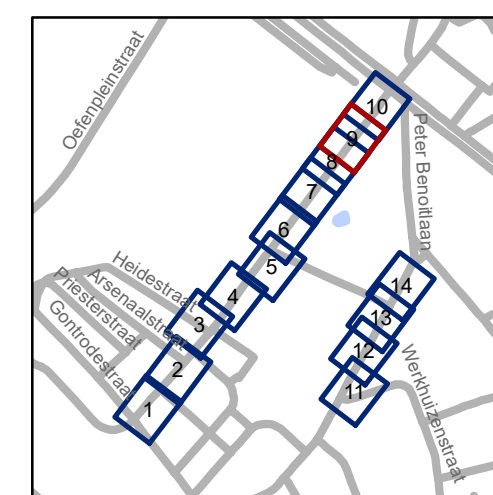 Oefenpleinstraat
10
Peter Benoitlaan
9
8
7
6
5
Heidestraat
14
Arsenaalstraat
4
Priesterstraat
3
13
Gontrodestraat
12
Werkhuizenstraat
2
11
1